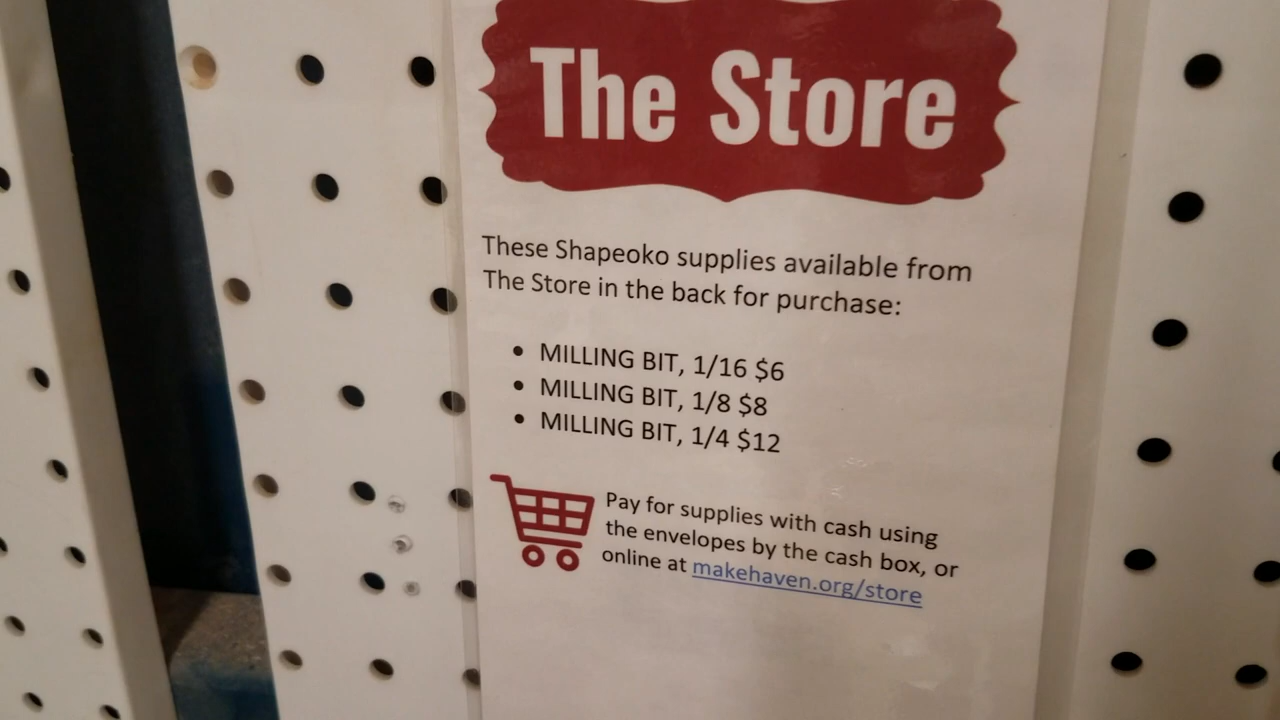 The Store
These Shapeoko supplies available from
The Store in the back for purchase:
• MILLING BIT, 1/16 $6
• MILLING BIT, 1/8 $8
• MILLING BIT, 1/4 $12
Pay for supplies with cash using
the envelopes by the cash box, or
online at makehaven.org/store